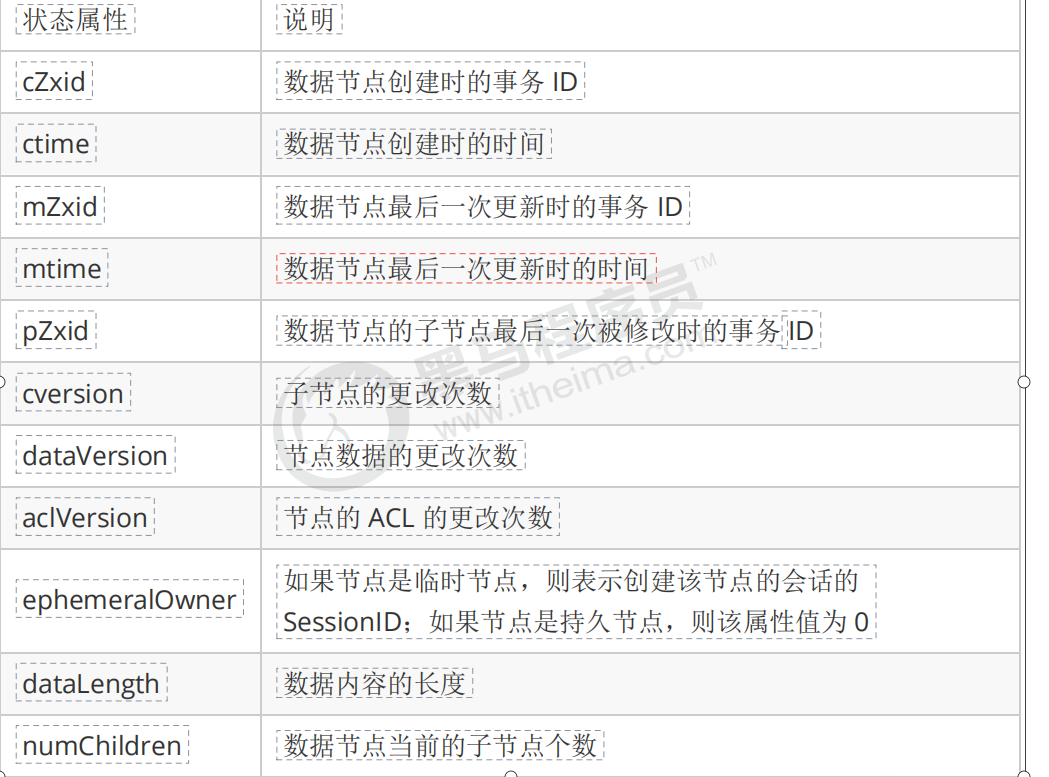 状态属性 说明
cZxid 数据节点创建时的事务 ID
ctime 数据节点创建时的时间
mZxid 数据节点最后一次更新时的事务 ID
mtime 数据节点最后一次更新时的时间
pZxid 数据节点的子节点最后一次被修改时的事务 ID
cversion 子节点的更改次数
dataVersion 节点数据的更改次数
aclVersion 节点的 ACL 的更改次数
ephemeralOwner 如果节点是临时节点，则表示创建该节点的会话的
SessionID；如果节点是持久节点，则该属性值为 0
dataLength 数据内容的长度
numChildren 数据节点当前的子节点个数
黑马程序员™
www.itheima.com